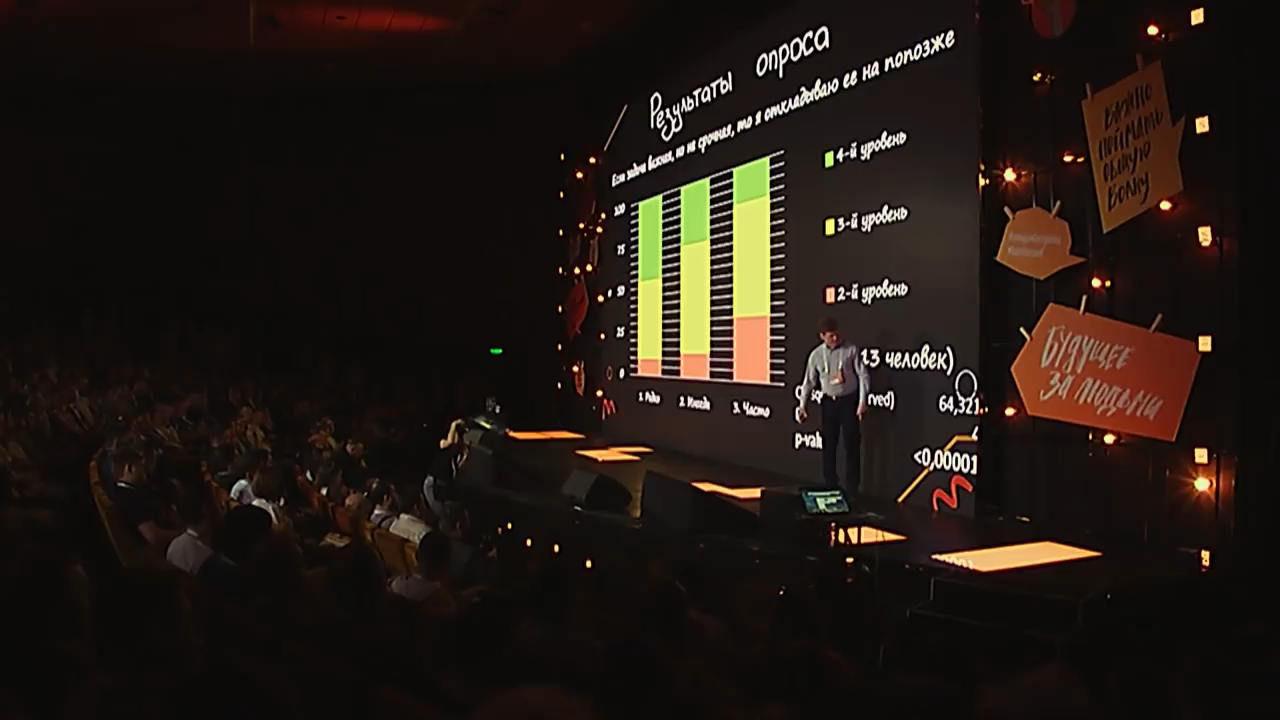 Результаты опроса
Если задача важная, но не срочная, то я откладываю ее на попозже
100
75
50
25
0
1. Редко
2. Иногда
3. Часто
4-й уровень
3-й уровень
2-й уровень
13 человек)
rved)
64,321
p-val
<0,00001
ВАЖНО
ПОЙМАТЬ
ОБЩУЮ
ВОЛНУ
БУДУЩЕЕ
ЗА ЛЮДЬМИ